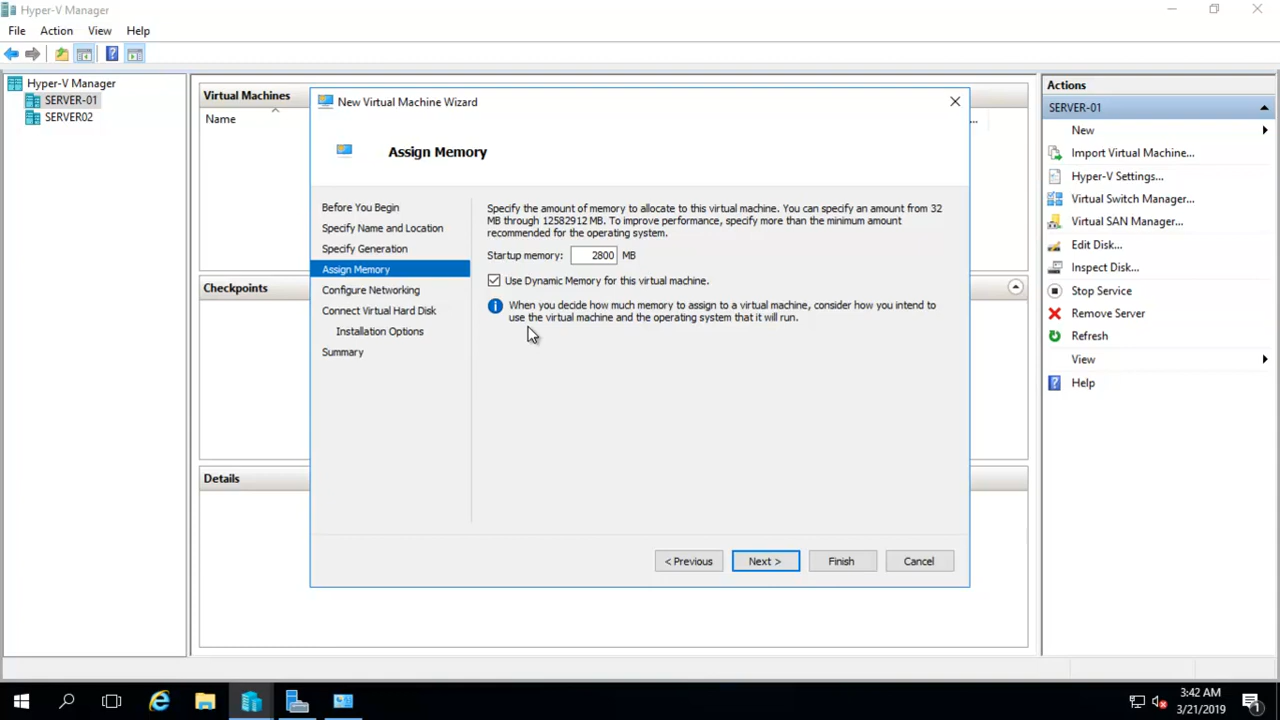 Hyper-V Manager
File Action View Help
Hyper-V Manager
SERVER-01
SERVER02
Virtual Machines
Name
...
Checkpoints
Details
New Virtual Machine Wizard
Assign Memory
Before You Begin
Specify Name and Location
Specify Generation
Assign Memory
Configure Networking
Connect Virtual Hard Disk
Installation Options
Summary
Specify the amount of memory to allocate to this virtual machine. You can specify an amount from 32
MB through 12582912 MB. To improve performance, specify more than the minimum amount
recommended for the operating system.
Startup memory: 2800 MB
Use Dynamic Memory for this virtual machine.
When you decide how much memory to assign to a virtual machine, consider how you intend to
use the virtual machine and the operating system that it will run.
< Previous Next > Finish Cancel
Actions
SERVER-01
New
Import Virtual Machine...
Hyper-V Settings...
Virtual Switch Manager...
Virtual SAN Manager...
Edit Disk...
Inspect Disk...
Stop Service
Remove Server
Refresh
View
Help
3:42 AM
3/21/2019
1